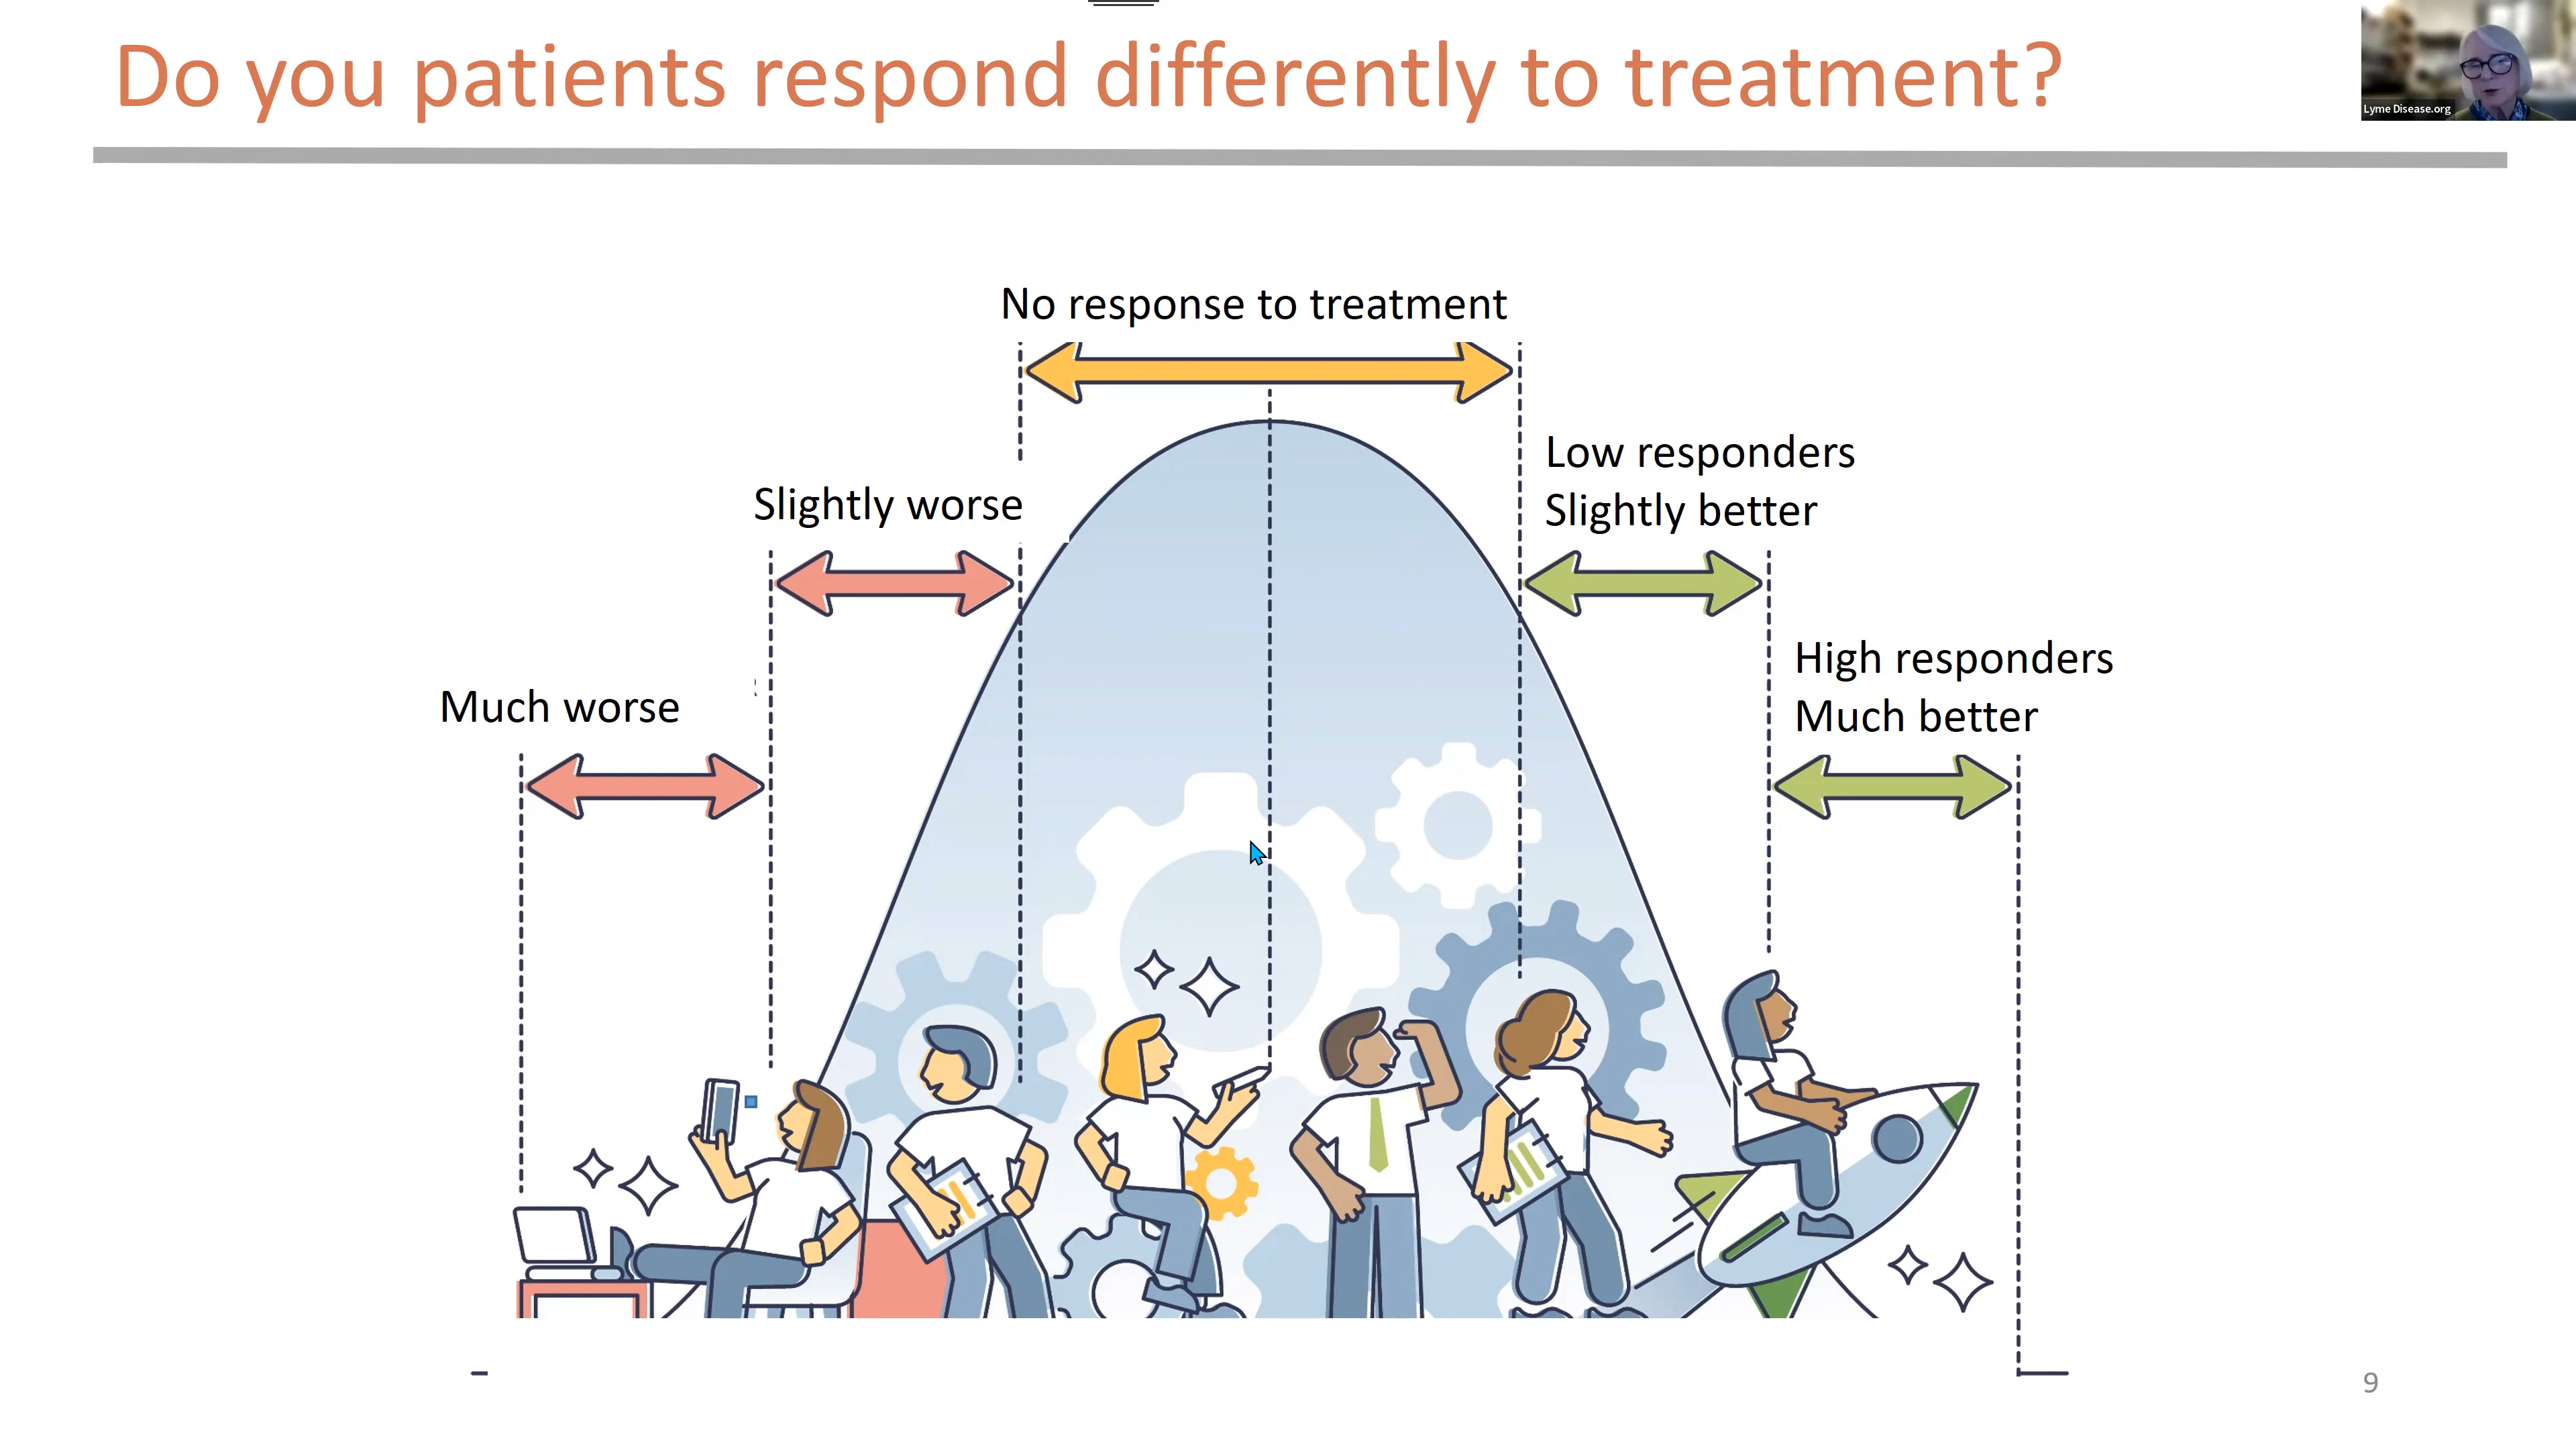 Do you patients respond differently to treatment?
Lyme Disease.org
No response to treatment
Low responders
Slightly better
Slightly worse
High responders
Much better
Much worse
9